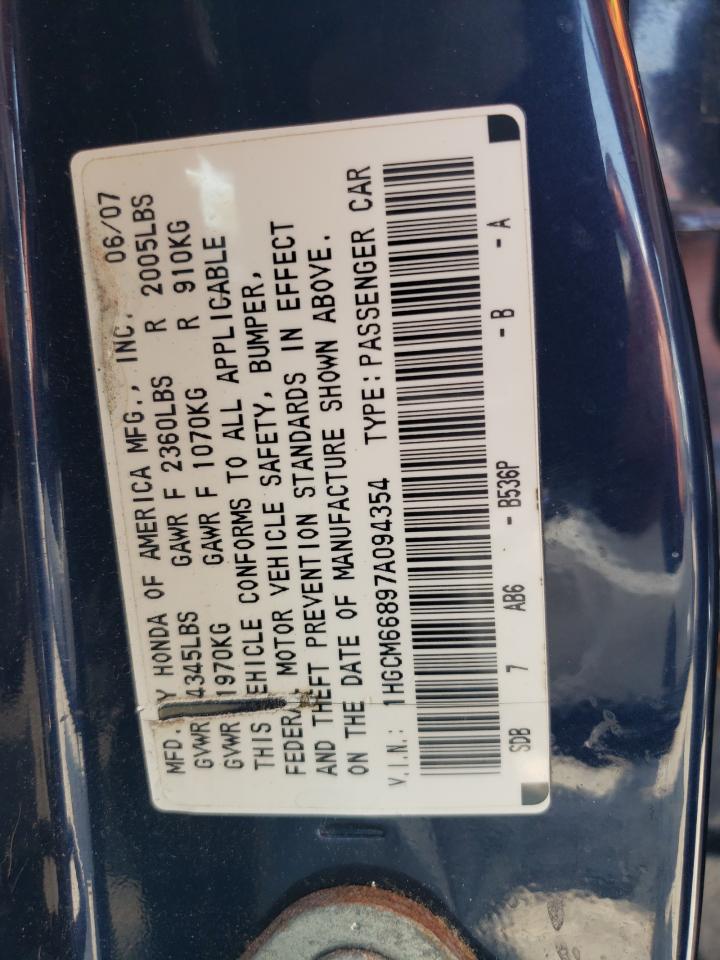 MFD. Y HONDA OF AMERICA MFG., INC. 06/07
GVWR 4345LBS GAWR F 2360LBS R 2005LBS
GVWR 1970KG GAWR F 1070KG R 910KG
THIS EHICLE CONFORMS TO ALL APPLICABLE
FEDERA MOTOR VEHICLE SAFETY, BUMPER,
AND THEFT PREVENTION STANDARDS IN EFFECT
ON THE DATE OF MANUFACTURE SHOWN ABOVE.
V.I.N.: 1HGCM66897A094354 TYPE: PASSENGER CAR
SDB 7 AB6 - B536P - B - A